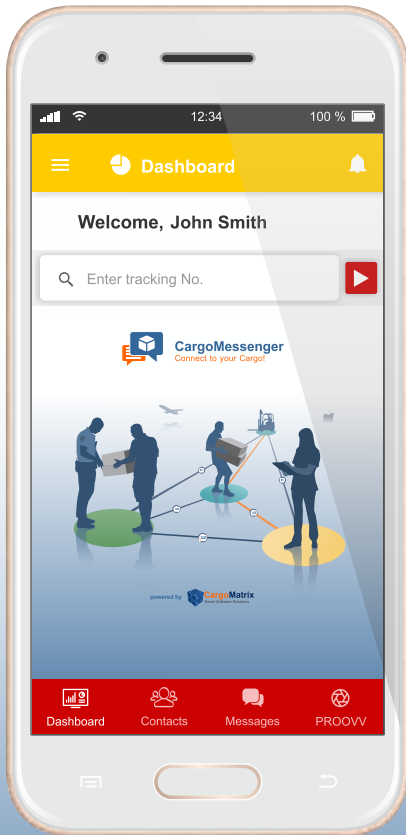 12:34
100 %
Dashboard
Welcome, John Smith
Enter tracking No.
CargoMessenger
Connect to your Cargo!
powered by CargoMatrix
Smart Software Solutions
Dashboard Contacts Messages PROOVV